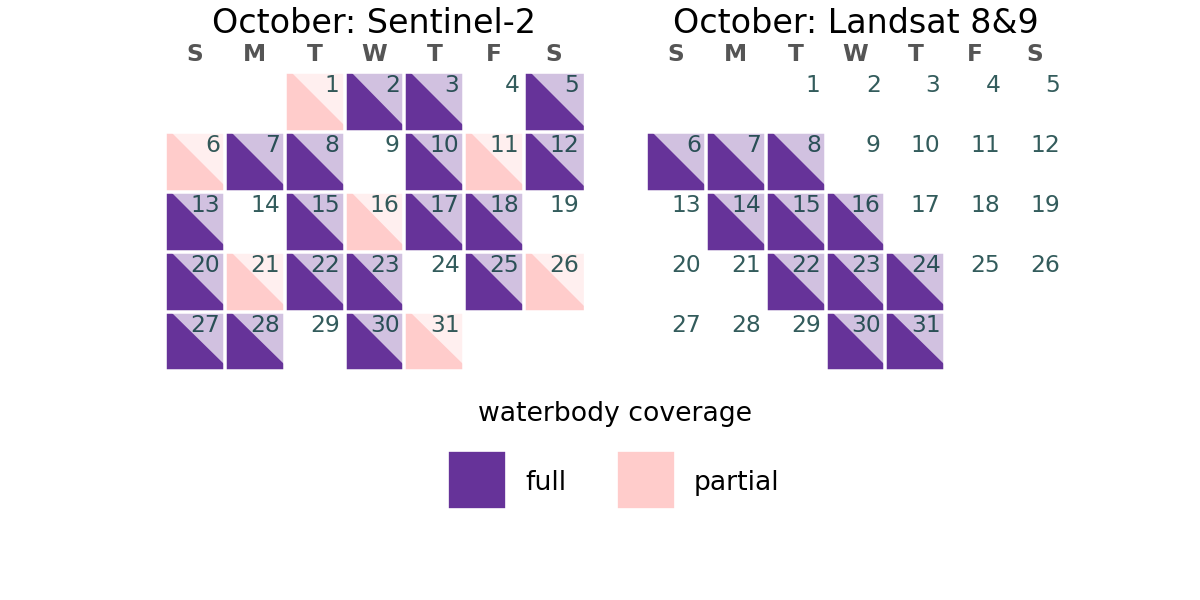 October: Sentinel-2
S M T W T F S
1 2 3 4 5
6 7 8 9 10 11 12
13 14 15 16 17 18 19
20 21 22 23 24 25 26
27 28 29 30 31
October: Landsat 8&9
S M T W T F S
1 2 3 4 5
6 7 8 9 10 11 12
13 14 15 16 17 18 19
20 21 22 23 24 25 26
27 28 29 30 31
waterbody coverage
full partial